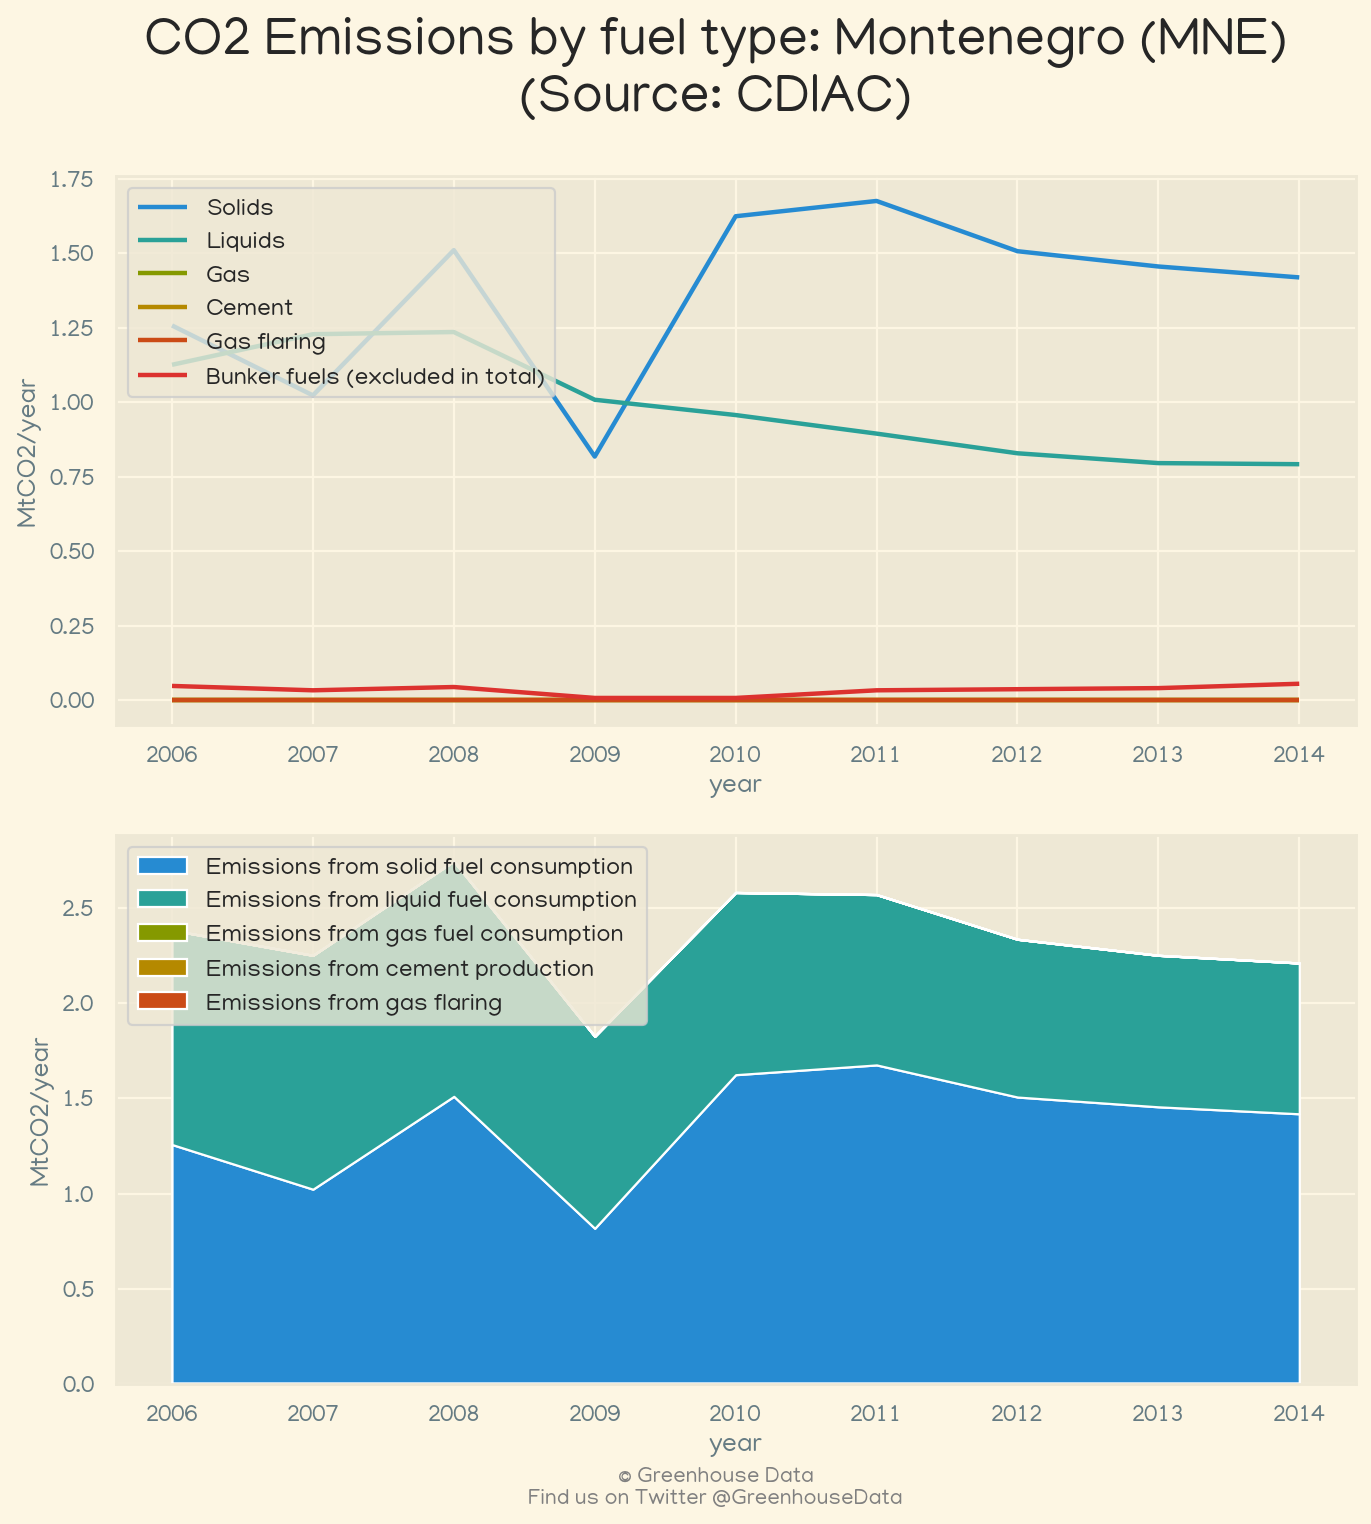 CO2 Emissions by fuel type: Montenegro (MNE)
(Source: CDIAC)
1.75
1.50
1.25
1.00
0.75
0.50
0.25
0.00
MtCO2/year
Solids
Liquids
Gas
Cement
Gas flaring
Bunker fuels (excluded in total)
2006 2007 2008 2009 2010 2011 2012 2013 2014
year
2.5
2.0
1.5
1.0
0.5
0.0
MtCO2/year
Emissions from solid fuel consumption
Emissions from liquid fuel consumption
Emissions from gas fuel consumption
Emissions from cement production
Emissions from gas flaring
2006 2007 2008 2009 2010 2011 2012 2013 2014
year
© Greenhouse Data
Find us on Twitter @GreenhouseData